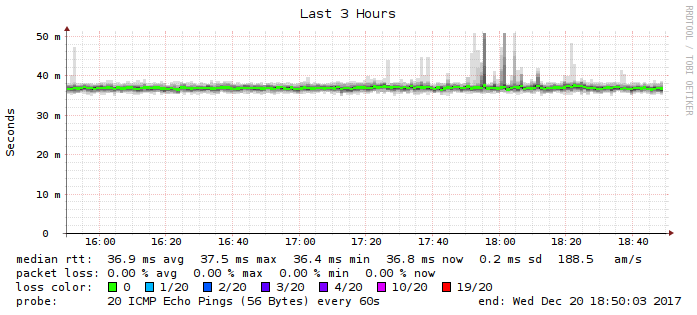 Last 3 Hours
RRDTOOL / TOBI OETIKER
Seconds
50 m
40 m
30 m
20 m
10 m
0
16:00 16:20 16:40 17:00 17:20 17:40 18:00 18:20 18:40
median rtt: 36.9 ms avg 37.5 ms max 36.4 ms min 36.8 ms now 0.2 ms sd 188.5 am/s
packet loss: 0.00 % avg 0.00 % max 0.00 % min 0.00 % now
loss color: 0 1/20 2/20 3/20 4/20 10/20 19/20
probe: 20 ICMP Echo Pings (56 Bytes) every 60s end: Wed Dec 20 18:50:03 2017